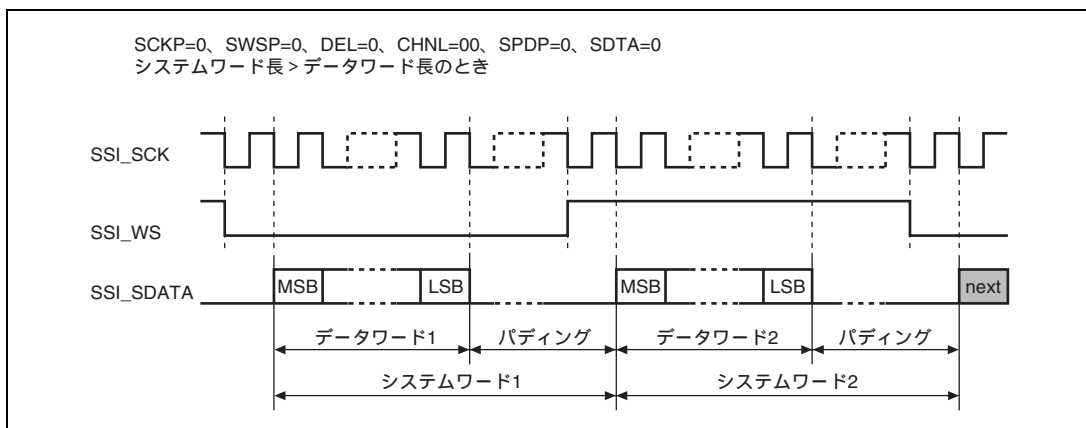 SCKP=0、SWSP=0、DEL=0、CHNL=00、SPDP=0、SDTA=0
システムワード長 > データワード長のとき
SSI_SCK
SSI_WS
SSI_SDATA
MSB
LSB
MSB
LSB
next
データワード1
パディング
データワード2
パディング
システムワード1
システムワード2